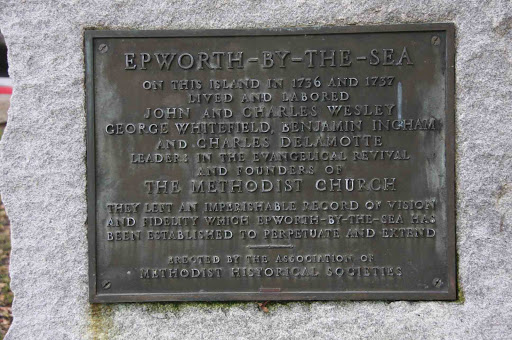 EPWORTH-BY-THE-SEA
ON THIS ISLAND IN 1736 AND 1737
LIVED AND LABORED
JOHN AND CHARLES WESLEY
GEORGE WHITEFIELD, BENJAMIN INGHAM
AND CHARLES DELAMOTTE
LEADERS IN THE EVANGELICAL REVIVAL
AND FOUNDERS OF
THE METHODIST CHURCH
THEY LEFT AN IMPERISHABLE RECORD OF VISION
AND FIDELITY WHICH EPWORTH-BY-THE-SEA HAS
BEEN ESTABLISHED TO PERPETUATE AND EXTEND
ERECTED BY THE ASSOCIATION OF
METHODIST HISTORICAL SOCIETIES